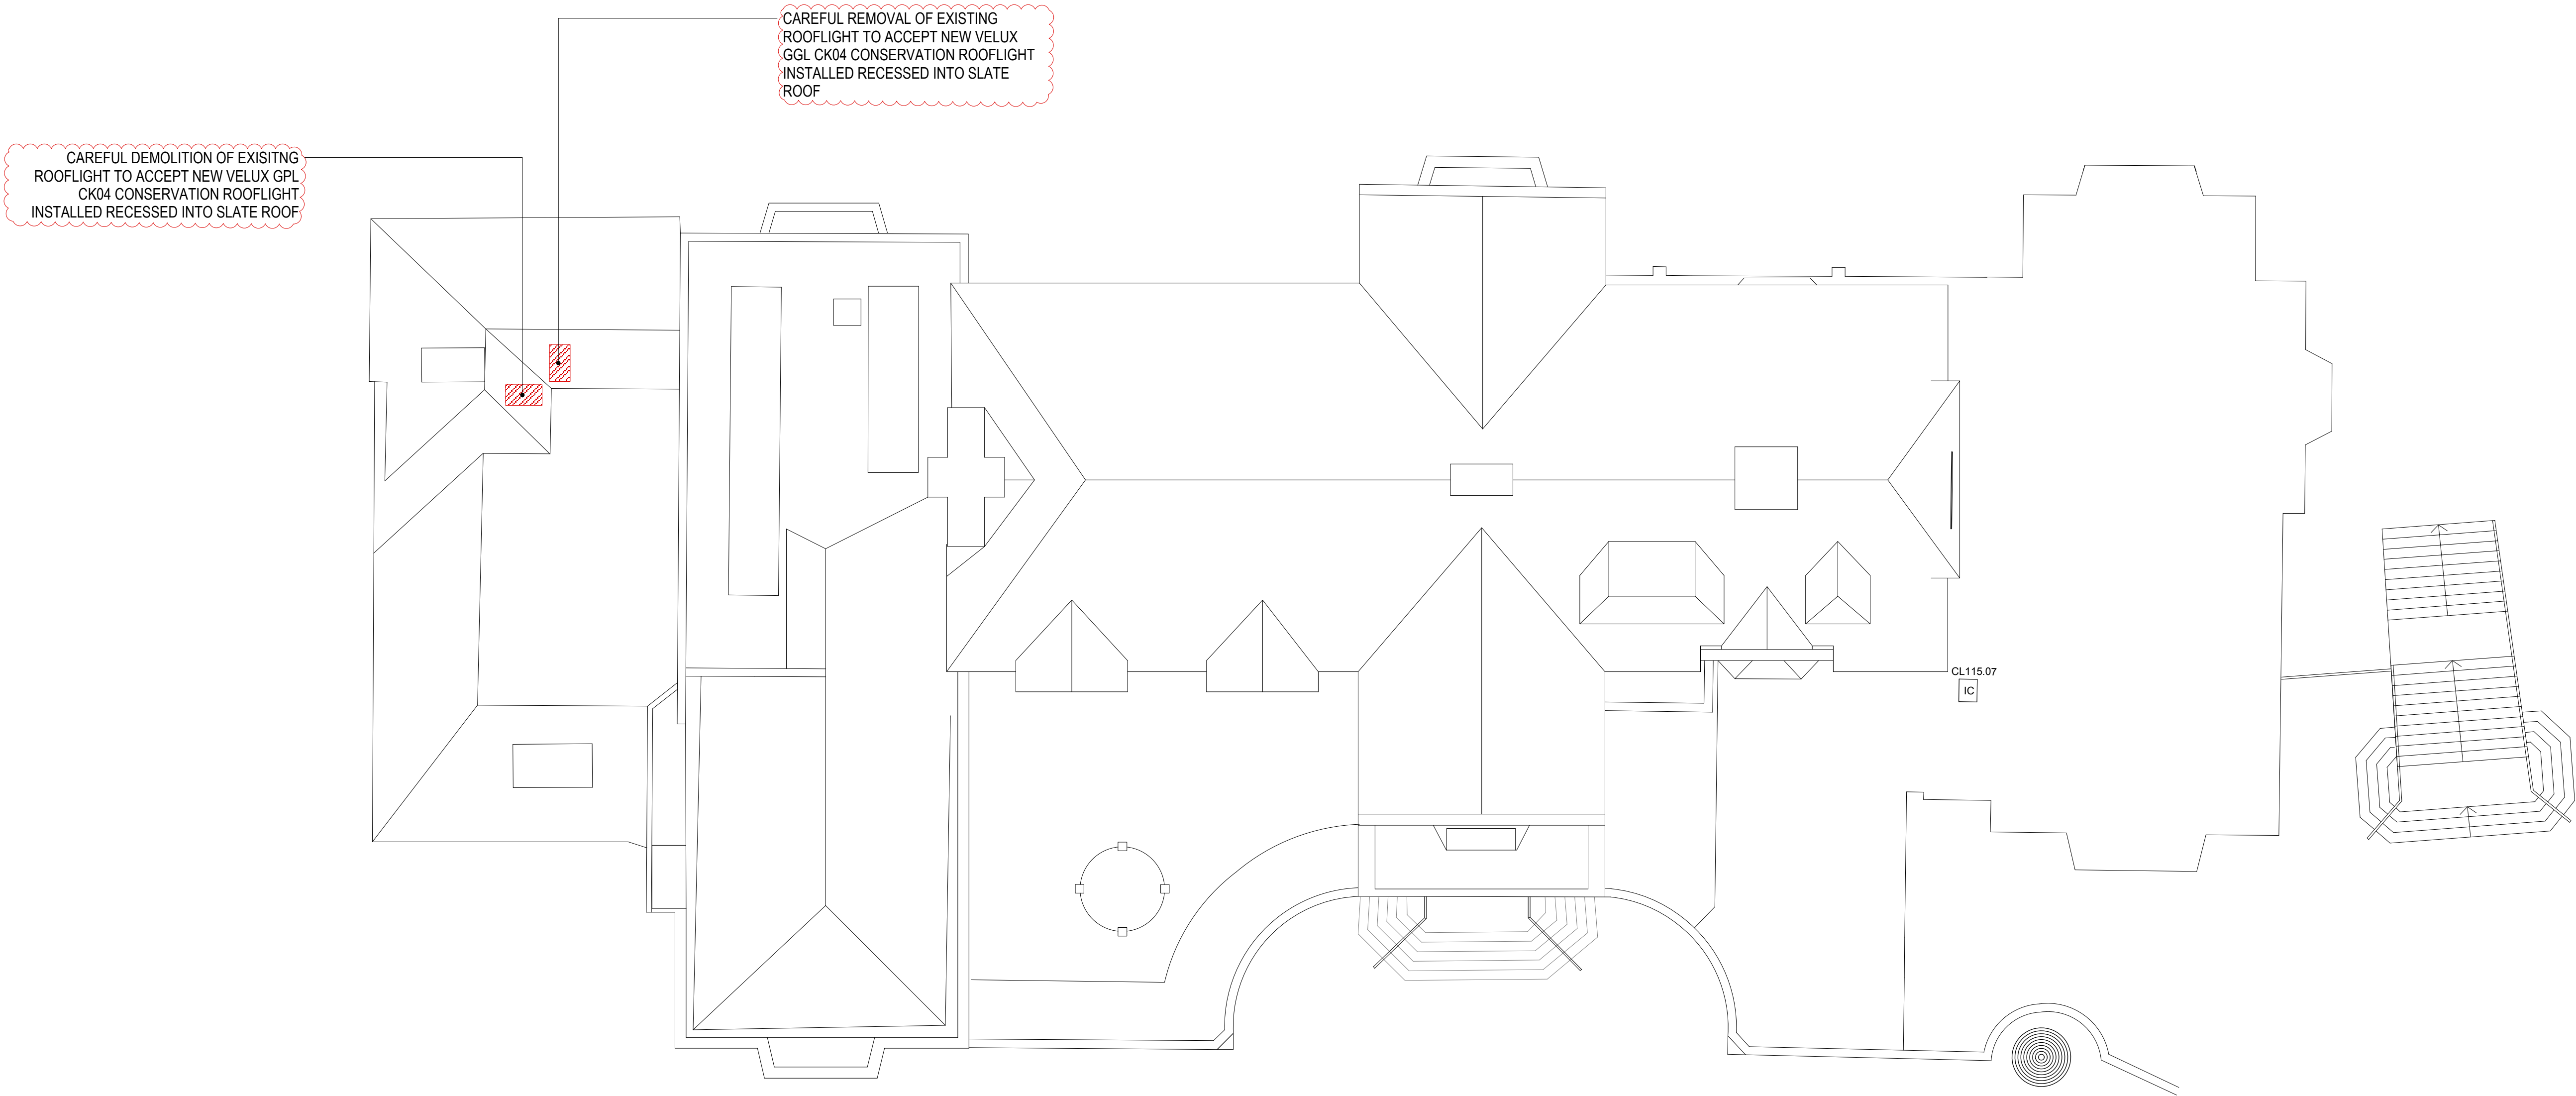 CAREFUL REMOVAL OF EXISTING
ROOFLIGHT TO ACCEPT NEW VELUX
GGL CK04 CONSERVATION ROOFLIGHT
INSTALLED RECESSED INTO SLATE
ROOF
CAREFUL DEMOLITION OF EXISITNG
ROOFLIGHT TO ACCEPT NEW VELUX GPL
CK04 CONSERVATION ROOFLIGHT
INSTALLED RECESSED INTO SLATE ROOF
CL115.07
IC